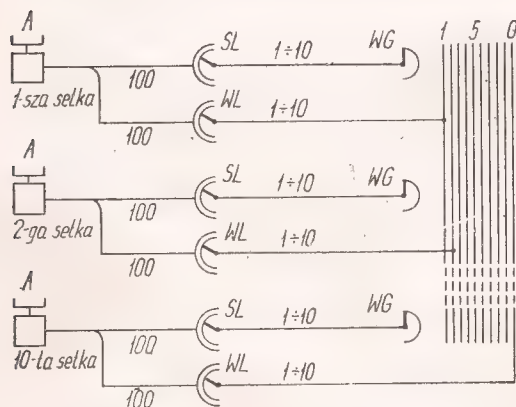 A SL 1÷10 WG 1 5 0
100
1-sza setka WL 1÷10
100
A SL 1÷10 WG
100
2-ga setka WL 1÷10
100
A SL 1÷10 WG
100
10-ta setka WL 1÷10
100